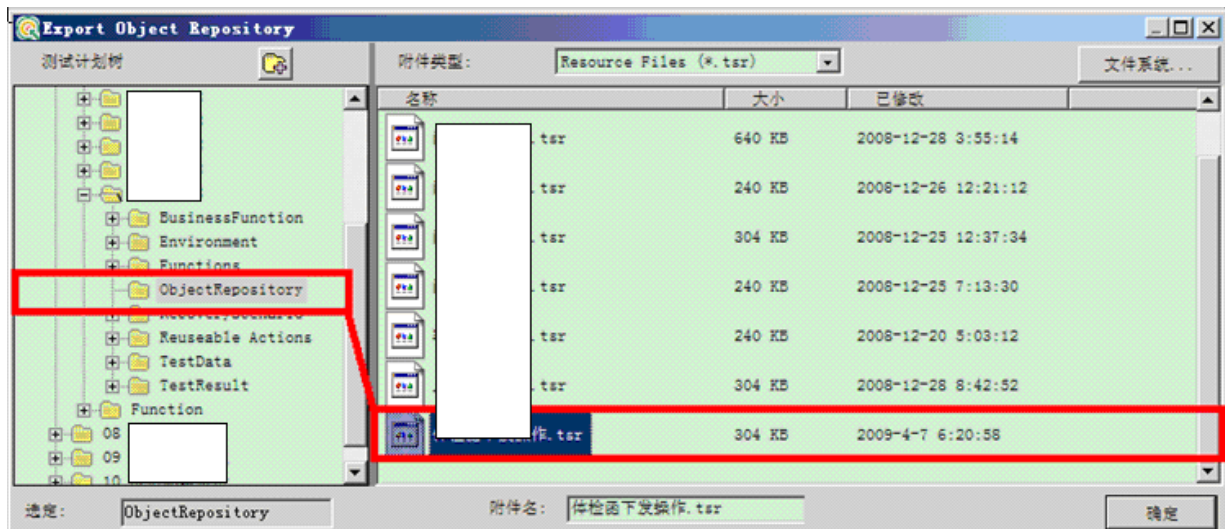 Export Object Repository
测试计划树
附件类型: Resource Files (*.tsr) 文件系统...
名称 大小 已修改
.tsr 640 KB 2008-12-28 3:55:14
.tsr 240 KB 2008-12-26 12:21:12
.tsr 304 KB 2008-12-25 12:37:34
.tsr 240 KB 2008-12-25 7:13:30
.tsr 240 KB 2008-12-20 5:03:12
.tsr 304 KB 2008-12-28 8:42:52
作.tsr 304 KB 2009-4-7 6:20:58
BusinessFunction
Environment
Functions
ObjectRepository
RecoveryScenario
Reuseable Actions
TestData
TestResult
Function
08
09
10
选定: ObjectRepository
附件名: 体检函下发操作.tsr
确定